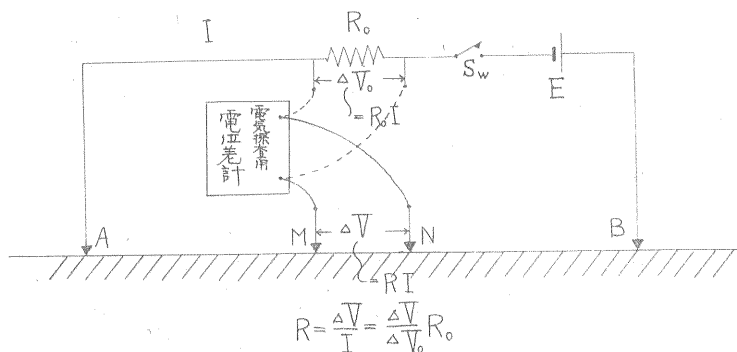 I
R₀
Sw
E
ΔV₀
=R₀I
電気探査用
電位差計
A
M
ΔV
N
B
=RI
R=ΔV/I=ΔV/ΔV₀ R₀